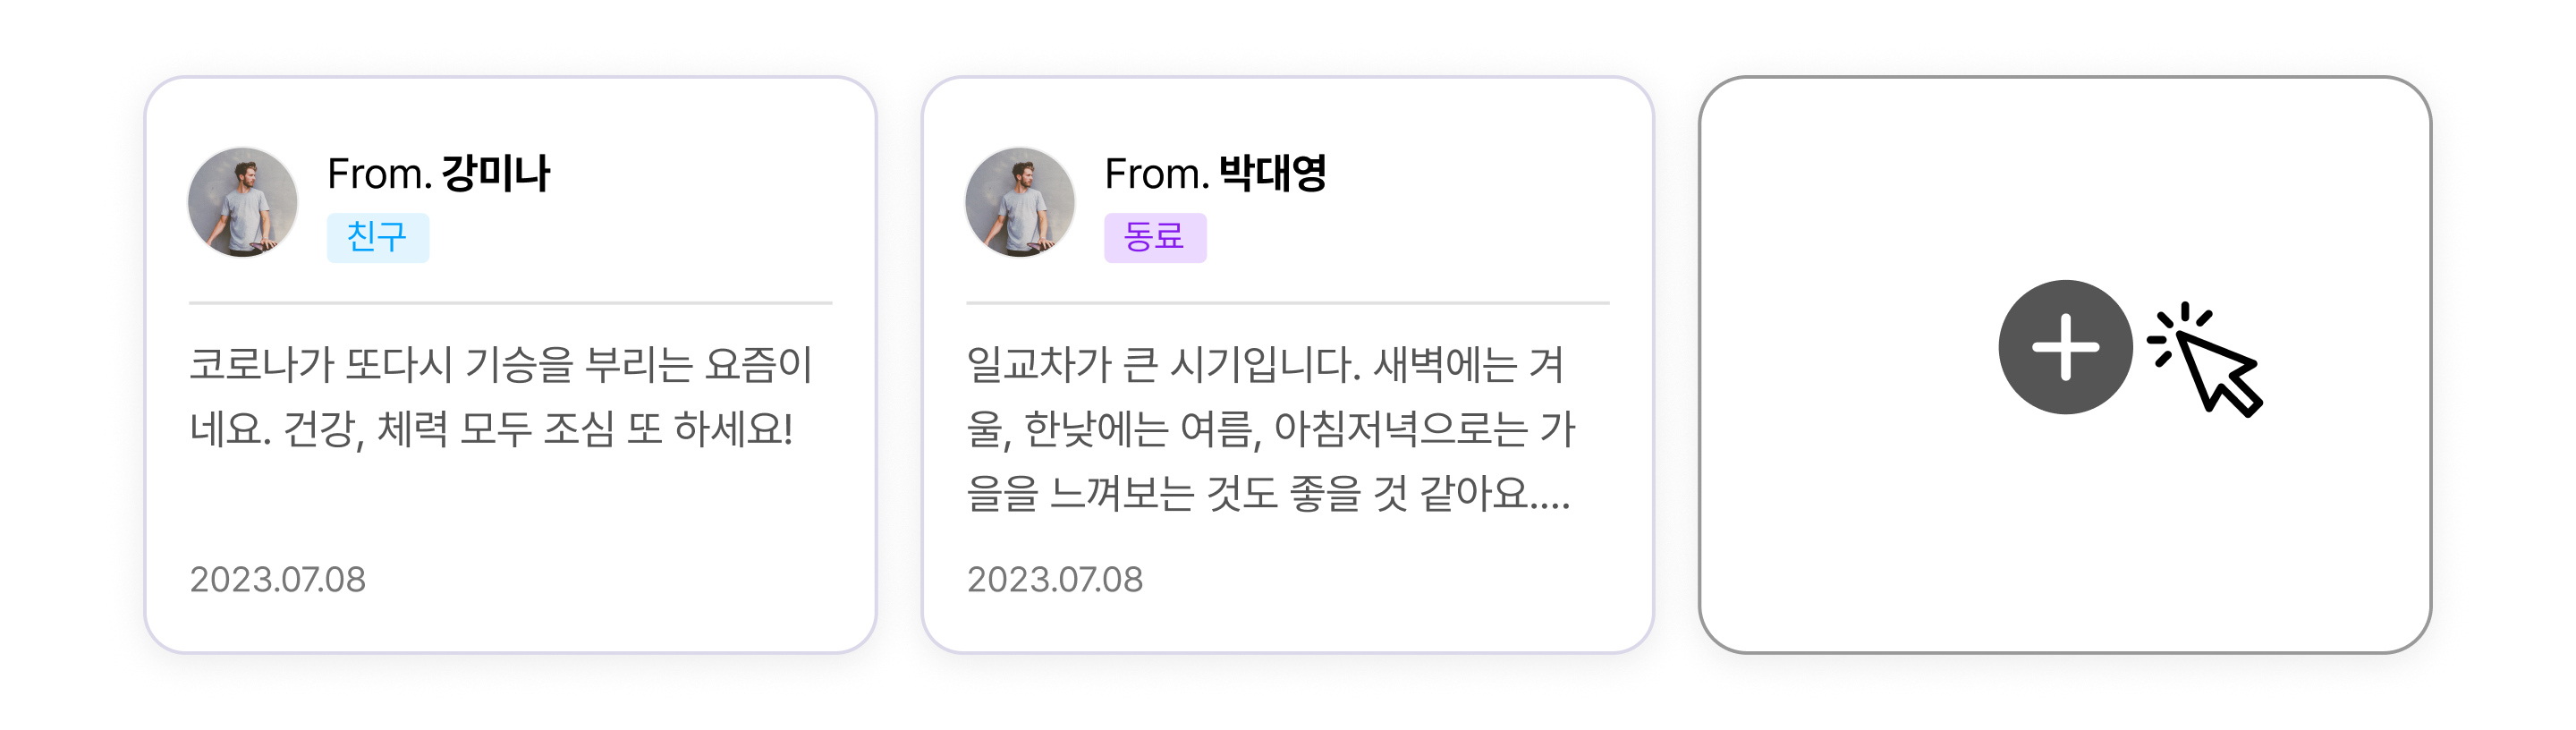 From. 강미나
친구
코로나가 또다시 기승을 부리는 요즘이
네요. 건강, 체력 모두 조심 또 하세요!
2023.07.08
From. 박대영
동료
일교차가 큰 시기입니다. 새벽에는 겨
울, 한낮에는 여름, 아침저녁으로는 가
을을 느껴보는 것도 좋을 것 같아요....
2023.07.08